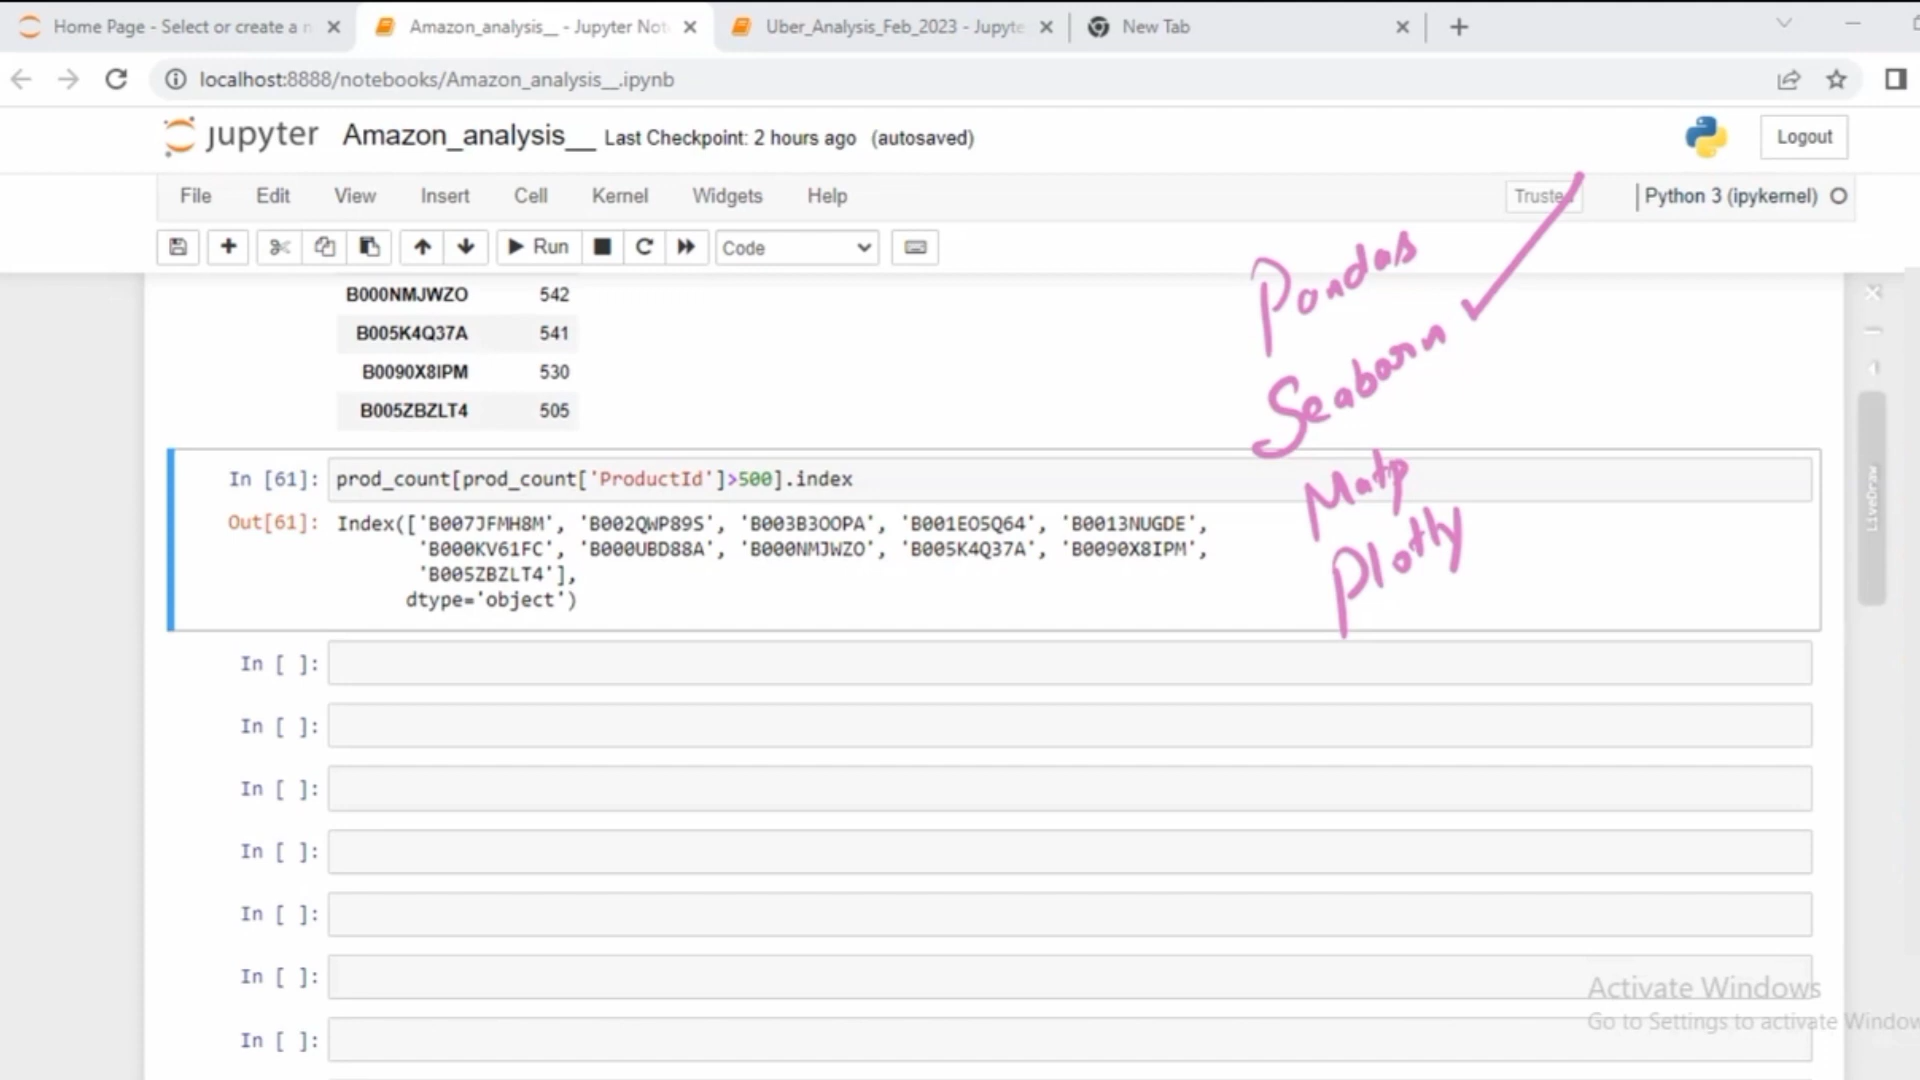 Home Page - Select or create a n
Amazon_analysis__ - Jupyter Not
Uber_Analysis_Feb_2023 - Jupyte
New Tab
localhost:8888/notebooks/Amazon_analysis__.ipynb
jupyter Amazon_analysis__ Last Checkpoint: 2 hours ago (autosaved)
Logout
File Edit View Insert Cell Kernel Widgets Help
Trusted
Python 3 (ipykernel)
Run
Code
Pandas
Seaborn
Matp
Plotly
B000NMJWZO 542
B005K4Q37A 541
B0090X8IPM 530
B005ZBZLT4 505
In [61]: prod_count[prod_count['ProductId']>500].index
Out[61]: Index(['B007JFMH8M', 'B002QWP89S', 'B003B3OOPA', 'B001EO5Q64', 'B0013NUGDE',
'B000KV61FC', 'B000UBD88A', 'B000NMJWZO', 'B005K4Q37A', 'B0090X8IPM',
'B005ZBZLT4'],
dtype='object')
In [ ]:
In [ ]:
In [ ]:
In [ ]:
In [ ]:
In [ ]:
In [ ]:
LiveDraw
Activate Windows
Go to Settings to activate Window